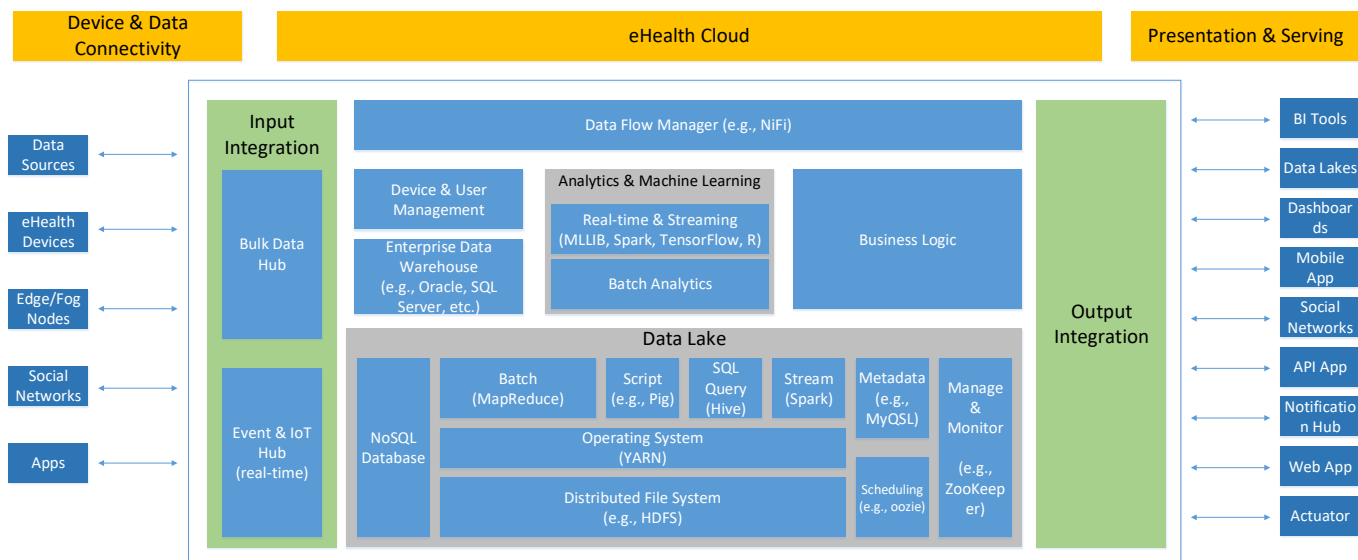 Device & Data
Connectivity
eHealth Cloud
Presentation & Serving
Data
Sources
eHealth
Devices
Edge/Fog
Nodes
Social
Networks
Apps
Input
Integration
Bulk Data
Hub
Event & IoT
Hub
(real-time)
Data Flow Manager (e.g., NiFi)
Device & User
Management
Enterprise Data
Warehouse
(e.g., Oracle, SQL
Server, etc.)
Analytics & Machine Learning
Real-time & Streaming
(MLLIB, Spark, TensorFlow, R)
Batch Analytics
Business Logic
Data Lake
NoSQL
Database
Batch
(MapReduce)
Script
(e.g., Pig)
SQL
Query
(Hive)
Stream
(Spark)
Operating System
(YARN)
Distributed File System
(e.g., HDFS)
Metadata
(e.g.,
MyQSL)
Scheduling
(e.g., oozie)
Manage
&
Monitor
(e.g.,
ZooKeep
er)
Output
Integration
BI Tools
Data Lakes
Dashboar
ds
Mobile
App
Social
Networks
API App
Notificatio
n Hub
Web App
Actuator